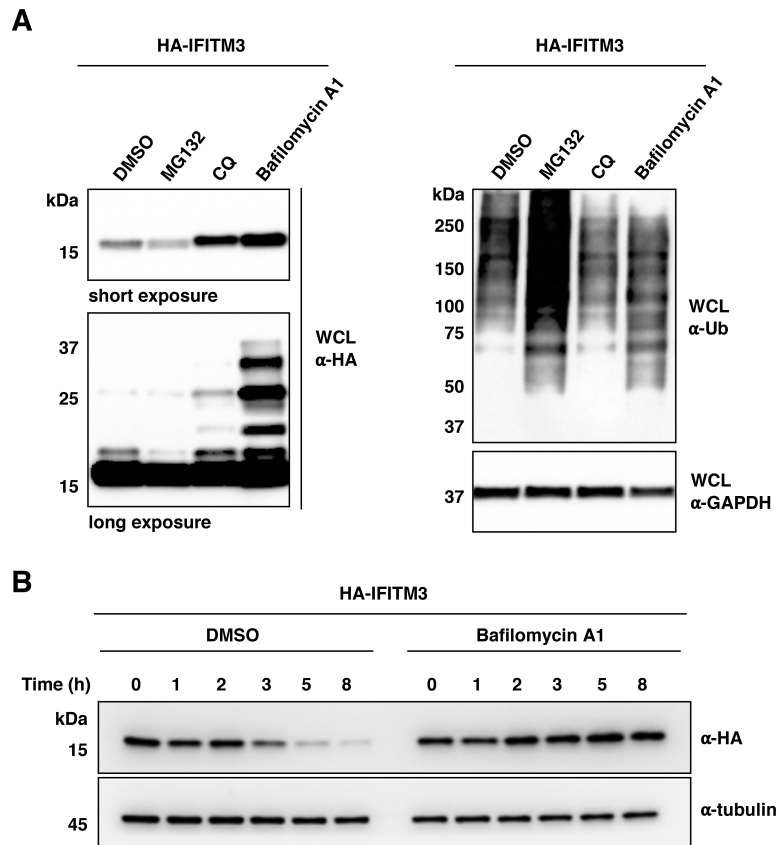 A
HA-IFITM3
DMSO
MG132
CQ
Bafilomycin A1
kDa
15
short exposure
37
25
15
long exposure
WCL
α-HA
HA-IFITM3
DMSO
MG132
CQ
Bafilomycin A1
kDa
250
150
100
75
50
37
WCL
α-Ub
37
WCL
α-GAPDH
B
HA-IFITM3
DMSO Bafilomycin A1
Time (h) 0 1 2 3 5 8 0 1 2 3 5 8
kDa
15
α-HA
45
α-tubulin